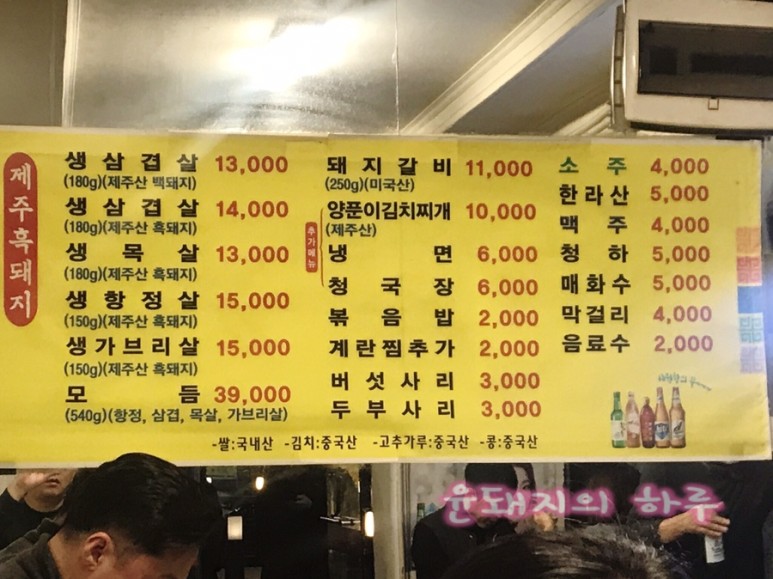 제주흑돼지
생삼겹살 13,000
(180g)(제주산 백돼지)
생삼겹살 14,000
(180g)(제주산 흑돼지)
생목살 13,000
(180g)(제주산 흑돼지)
생항정살 15,000
(150g)(제주산 흑돼지)
생가브리살 15,000
(150g)(제주산 흑돼지)
모듬 39,000
(540g)(항정, 삼겹, 목살, 가브리살)
돼지갈비 11,000
(250g)(미국산)
양푼이김치찌개 10,000
(제주산)
추가메뉴
냉면 6,000
청국장 6,000
볶음밥 2,000
계란찜추가 2,000
버섯사리 3,000
두부사리 3,000
소주 4,000
한라산 5,000
맥주 4,000
청하 5,000
매화수 5,000
막걸리 4,000
음료수 2,000
-쌀:국내산 -김치:중국산 -고추가루:중국산 -콩:중국산
윤돼지의 하루